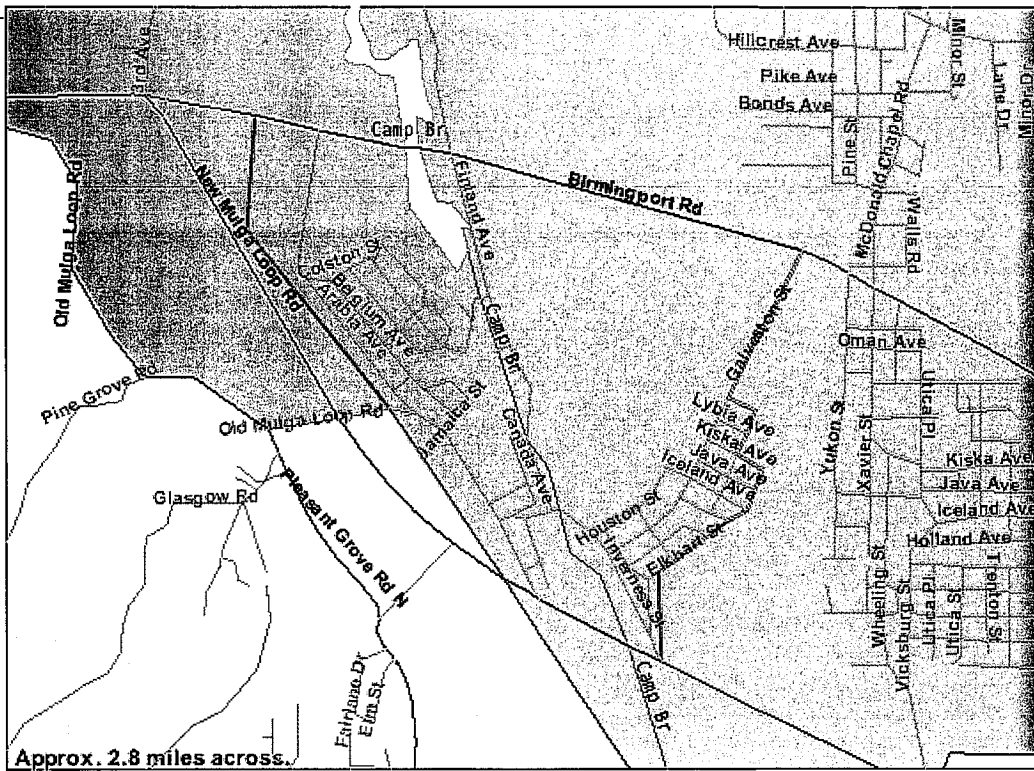 Hillcrest Ave
Minor St
3rd Ave
Pike Ave
Lane Dr
Minor Dr
Bonds Ave
Camp Br
Pine St
McDonald Chapel Rd
Finland Ave
Old Mulga Loop Rd
New Mulga Loop Rd
Birmingport Rd
Walls Rd
Colston
Belgium Ave
Arabia Ave
Camp Br
Galveston St
Oman Ave
Pine Grove Rd
Jamaica St
Utica Pl
Lybia Ave
Old Mulga Loop Rd
Yukon St
Xavier St
Kiska Ave
Kiska Ave
Canada Ave
Java Ave
Java Ave
Iceland Ave
Glasgow Rd
Pleasant Grove Rd N
Houston St
Iceland Ave
Inverness St
Elkham St
Holland Ave
Wheeling St
Vicksburg St
Utica Pl
Utica St
Trenton St
Fairlane Dr
Elm St
Camp Br
Approx. 2.8 miles across.